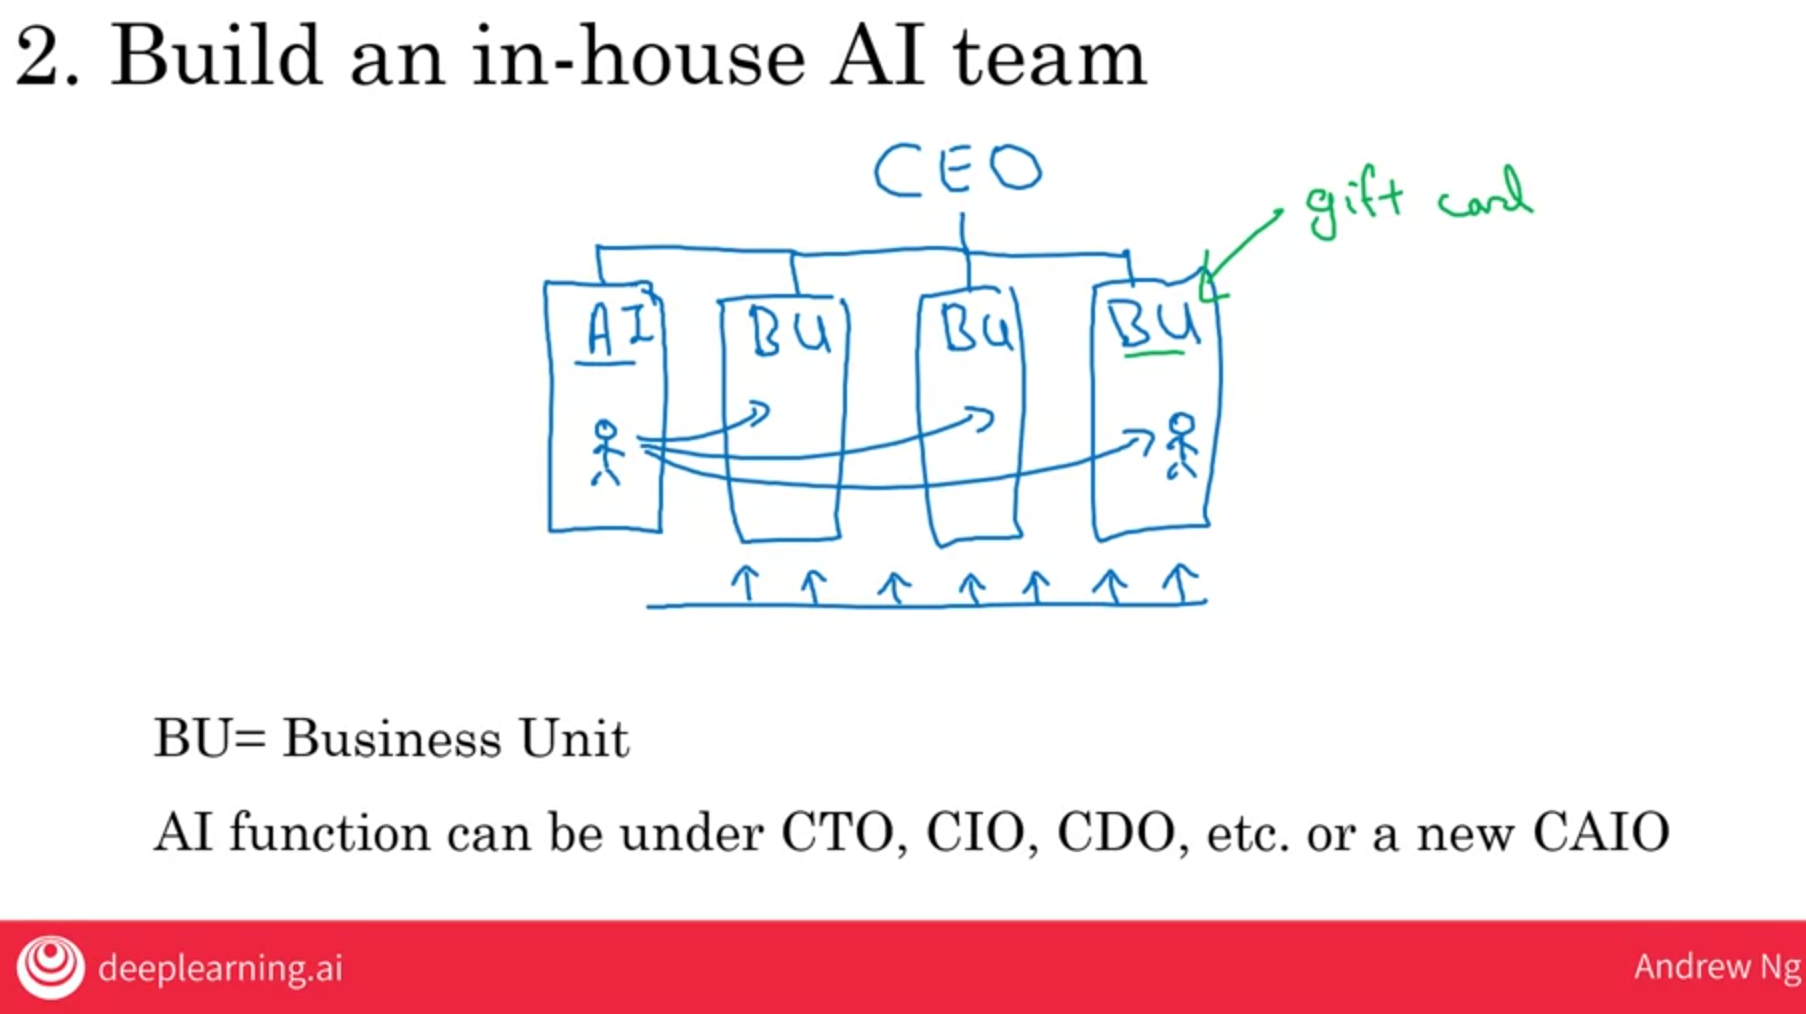 2. Build an in-house AI team
CEO
gift card
AI BU BU BU
BU= Business Unit
AI function can be under CTO, CIO, CDO, etc. or a new CAIO
deeplearning.ai
Andrew Ng